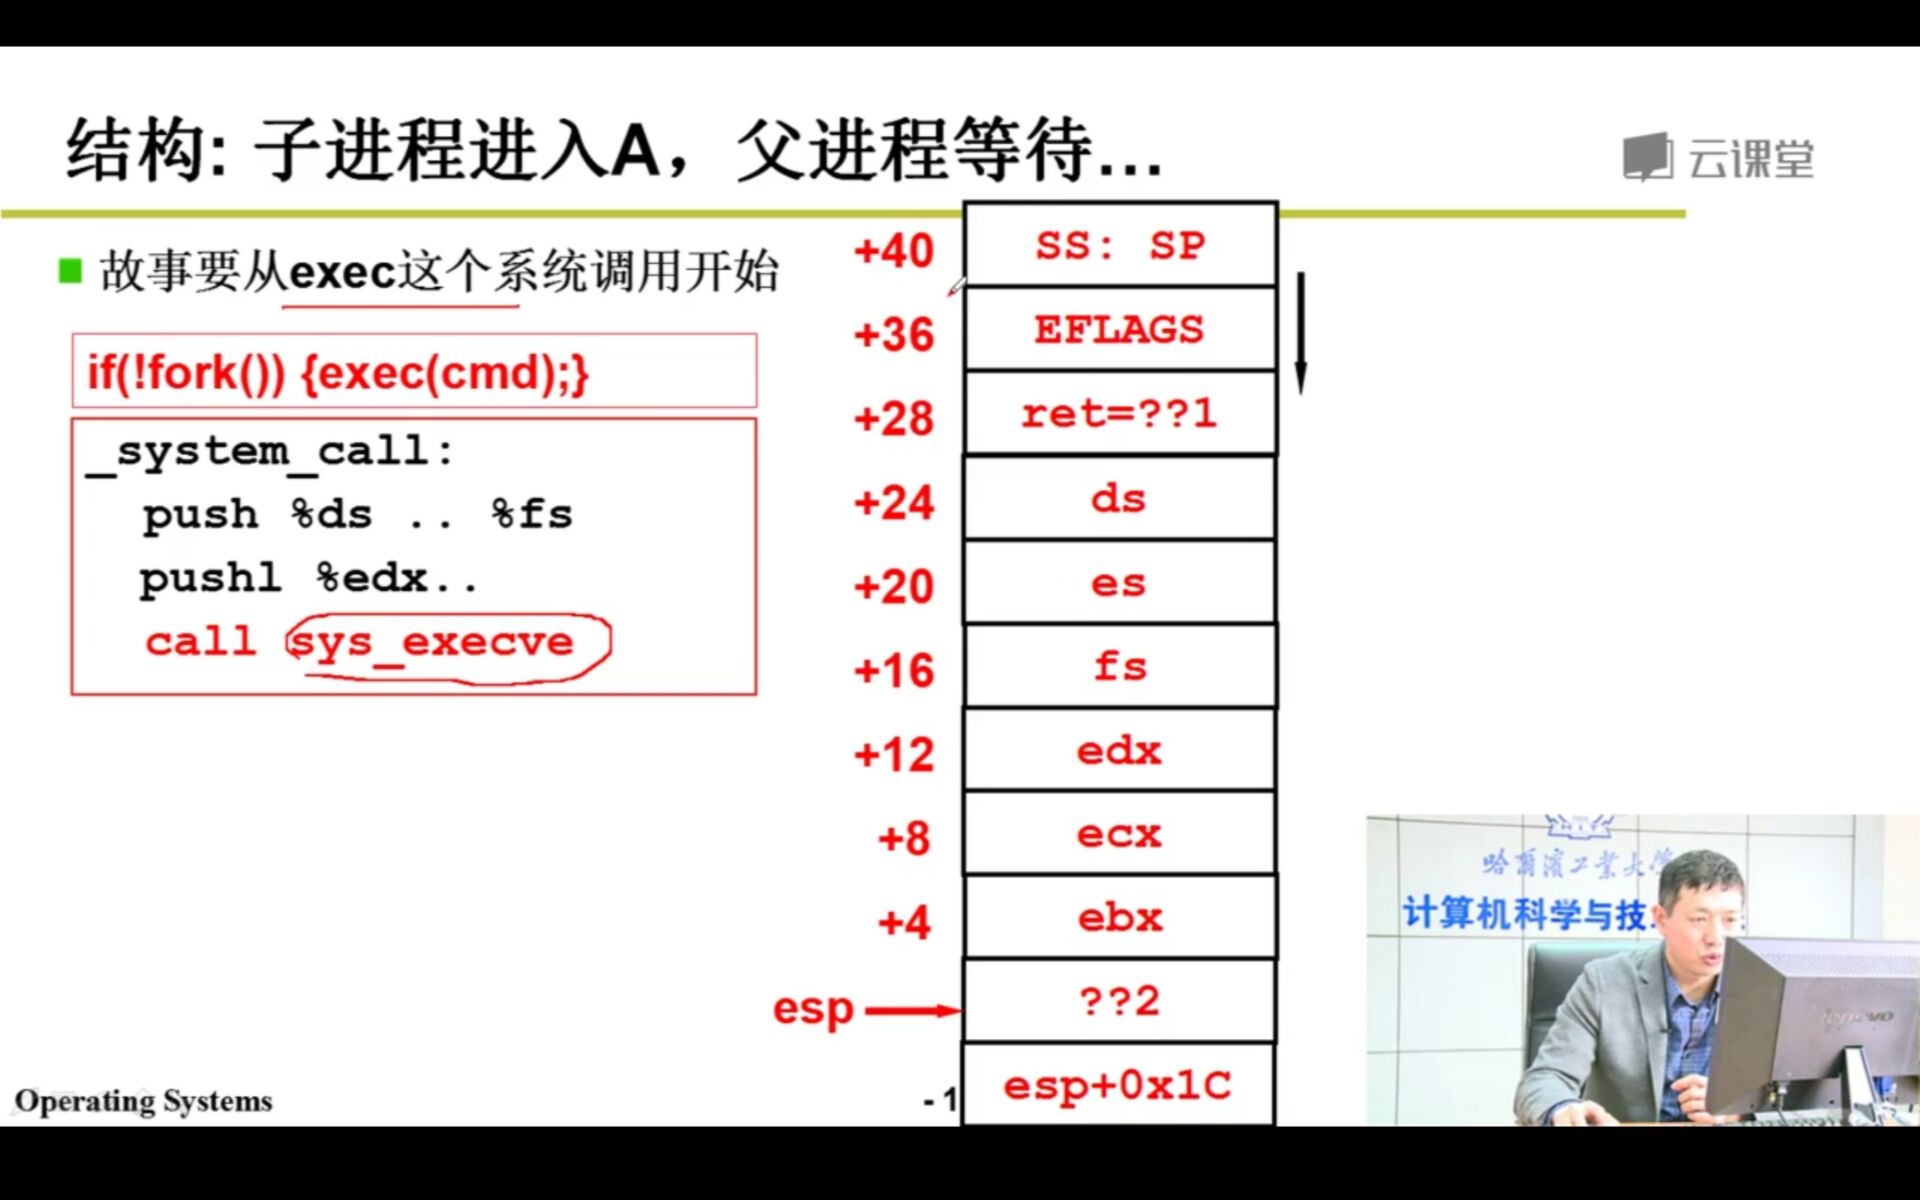 结构: 子进程进入A，父进程等待...
云课堂
故事要从exec这个系统调用开始
if(!fork()) {exec(cmd);}
_system_call:
push %ds .. %fs
pushl %edx..
call sys_execve
+40 SS: SP
+36 EFLAGS
+28 ret=??1
+24 ds
+20 es
+16 fs
+12 edx
+8 ecx
+4 ebx
esp ??2
esp+0x1C
Operating Systems
- 1
HIT
哈尔滨工业大学
计算机科学与技
lenovo